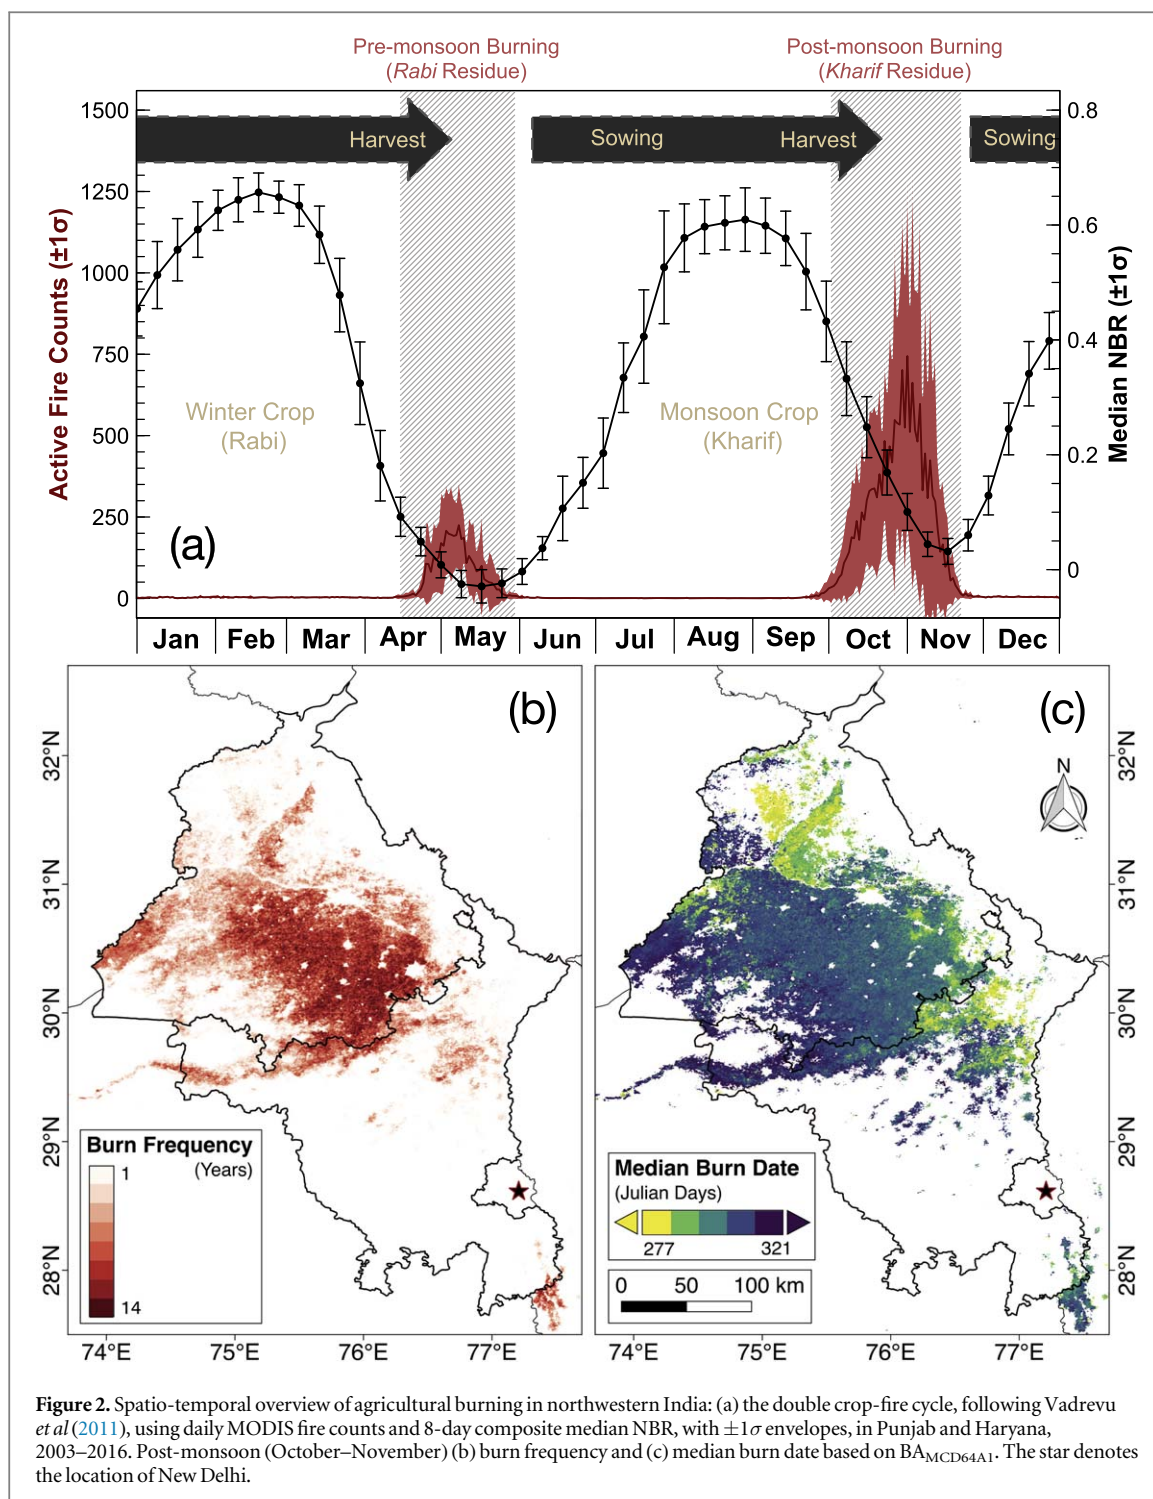 Pre-monsoon Burning
(Rabi Residue)
Post-monsoon Burning
(Kharif Residue)
1500
1250
1000
750
500
250
0
Active Fire Counts (±1σ)
0.8
0.6
0.4
0.2
0
Median NBR (±1σ)
Harvest
Sowing
Harvest
Sowing
Winter Crop
(Rabi)
Monsoon Crop
(Kharif)
(a)
Jan Feb Mar Apr May Jun Jul Aug Sep Oct Nov Dec
(b)
32°N
31°N
30°N
29°N
28°N
Burn Frequency
(Years)
1
14
74°E 75°E 76°E 77°E
(c)
N
32°N
31°N
30°N
29°N
28°N
Median Burn Date
(Julian Days)
277 321
0 50 100 km
74°E 75°E 76°E 77°E
Figure 2. Spatio-temporal overview of agricultural burning in northwestern India: (a) the double crop-fire cycle, following Vadrevu
et al (2011), using daily MODIS fire counts and 8-day composite median NBR, with ±1σ envelopes, in Punjab and Haryana,
2003–2016. Post-monsoon (October–November) (b) burn frequency and (c) median burn date based on BA_MCD64A1. The star denotes
the location of New Delhi.